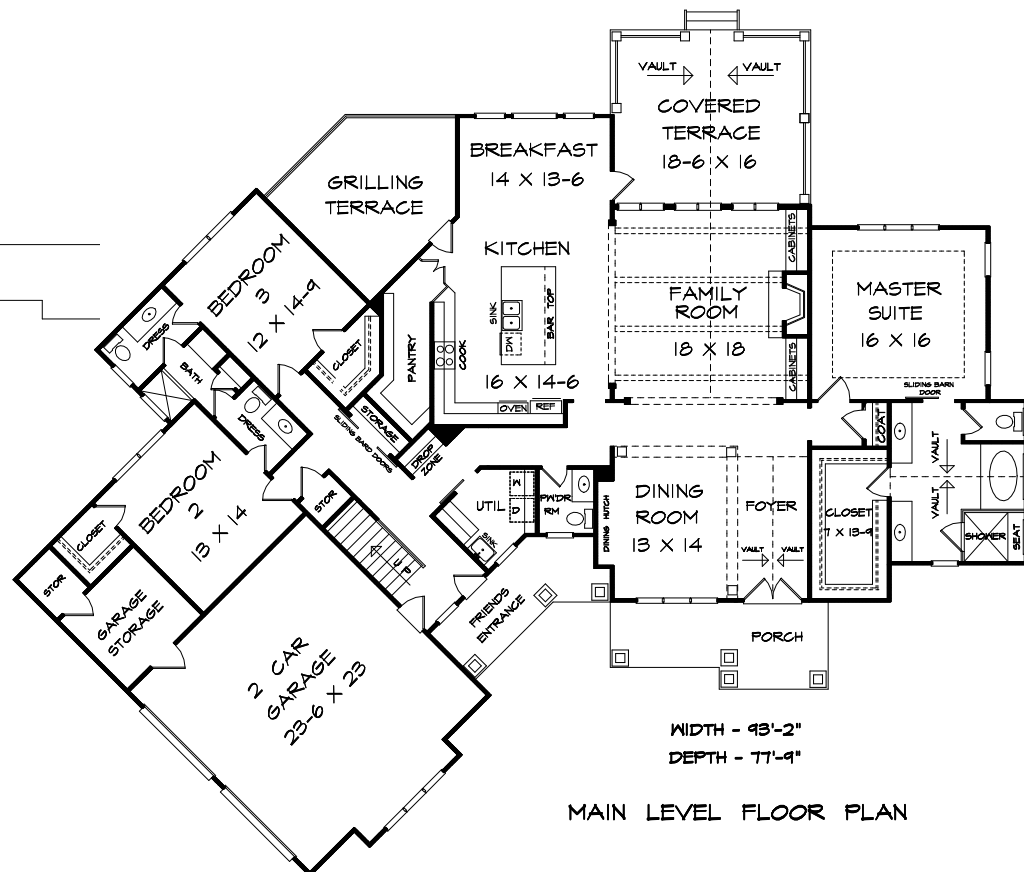 VAULT
VAULT
COVERED
TERRACE
18-6 X 16
BREAKFAST
14 X 13-6
GRILLING
TERRACE
KITCHEN
SINK
DW
BAR TOP
16 X 14-6
COOK
OVEN
REF
PANTRY
CABINETS
FAMILY
ROOM
18 X 18
CABINETS
MASTER
SUITE
16 X 16
SLIDING BARN
DOOR
BEDROOM
3
12 X 14-9
CLOSET
DRESS
BATH
DRESS
STORAGE
SLIDING BARD DOORS
DROP
ZONE
BEDROOM
2
13 X 14
CLOSET
STOR
STOR
UP
UTIL
W
D
SINK
PWDR
RM
DINING HUTCH
DINING
ROOM
13 X 14
FOYER
VAULT
VAULT
COAT
CLOSET
7 X 13-9
VAULT
VAULT
SHOWER
SEAT
GARAGE
STORAGE
2 CAR
GARAGE
23-6 X 23
FRIENDS
ENTRANCE
PORCH
WIDTH - 93'-2"
DEPTH - 77'-9"
MAIN LEVEL FLOOR PLAN